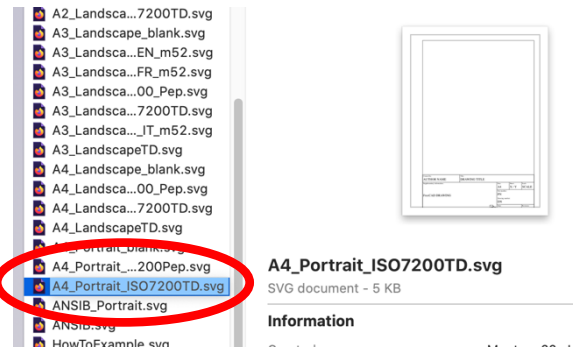 A2_Landsca...7200TD.svg
A3_Landscape_blank.svg
A3_Landsca...EN_m52.svg
A3_Landsca...FR_m52.svg
A3_Landsca...00_Pep.svg
A3_Landsca...7200TD.svg
A3_Landsca..._IT_m52.svg
A3_LandscapeTD.svg
A4_Landscape_blank.svg
A4_Landsca...00_Pep.svg
A4_Landsca...7200TD.svg
A4_LandscapeTD.svg
A4_Portrait_blank.svg
A4_Portrait_...200Pep.svg
A4_Portrait_ISO7200TD.svg
ANSIB_Portrait.svg
ANSIB.svg
HowToExample.svg
A4_Portrait_ISO7200TD.svg
SVG document - 5 KB
Information